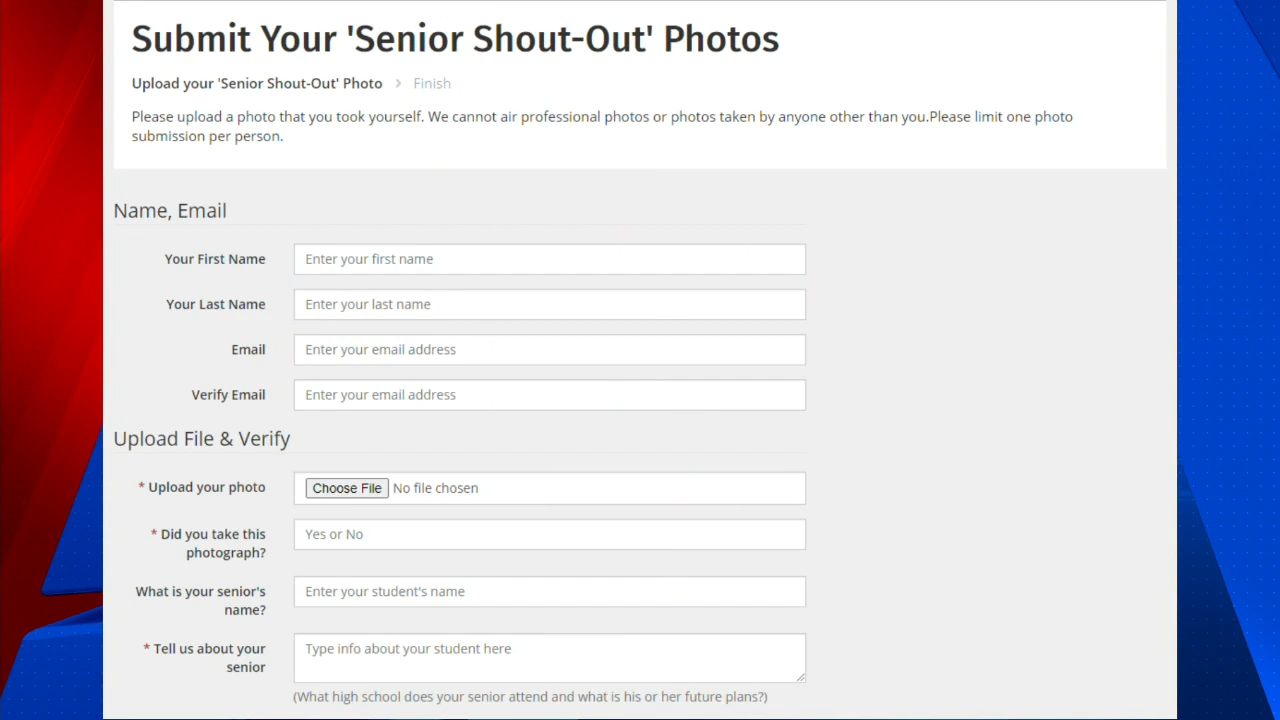 Submit Your 'Senior Shout-Out' Photos
Upload your 'Senior Shout-Out' Photo > Finish
Please upload a photo that you took yourself. We cannot air professional photos or photos taken by anyone other than you.Please limit one photo
submission per person.
Name, Email
Your First Name Enter your first name
Your Last Name Enter your last name
Email Enter your email address
Verify Email Enter your email address
Upload File & Verify
* Upload your photo Choose File No file chosen
* Did you take this
photograph?
Yes or No
What is your senior's
name?
Enter your student's name
* Tell us about your
senior
Type info about your student here
(What high school does your senior attend and what is his or her future plans?)